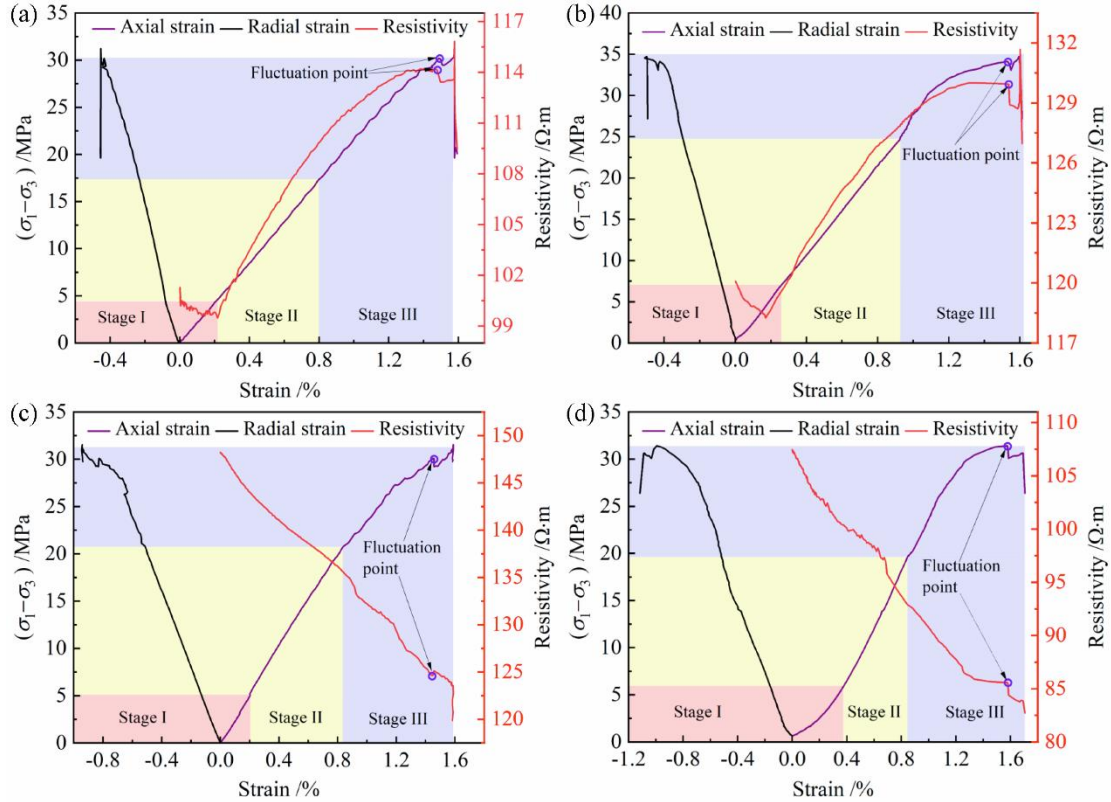 (a)
Axial strain Radial strain Resistivity
Fluctuation point
Stage I
Stage II
Stage III
35
30
25
20
15
10
5
0
(σ₁−σ₃) /MPa
-0.4 0.0 0.4 0.8 1.2 1.6
Strain /%
117
114
111
108
105
102
99
Resistivity /Ω·m
(b)
Axial strain Radial strain Resistivity
Fluctuation point
Stage I
Stage II
Stage III
40
35
30
25
20
15
10
5
0
(σ₁−σ₃) /MPa
-0.4 0.0 0.4 0.8 1.2 1.6
Strain /%
132
129
126
123
120
118
117
Resistivity /Ω·m
(c)
Axial strain Radial strain Resistivity
Fluctuation
point
Stage I
Stage II
Stage III
35
30
25
20
15
10
5
0
(σ₁−σ₃) /MPa
-0.8 -0.4 0.0 0.4 0.8 1.2 1.6
Strain /%
150
145
140
135
130
125
120
Resistivity /Ω·m
(d)
Axial strain Radial strain Resistivity
Fluctuation
point
Stage I
Stage II
Stage III
35
30
25
20
15
10
5
0
(σ₁−σ₃) /MPa
-1.2 -0.8 -0.4 0.0 0.4 0.8 1.2 1.6
Strain /%
110
105
100
95
90
85
80
Resistivity /Ω·m